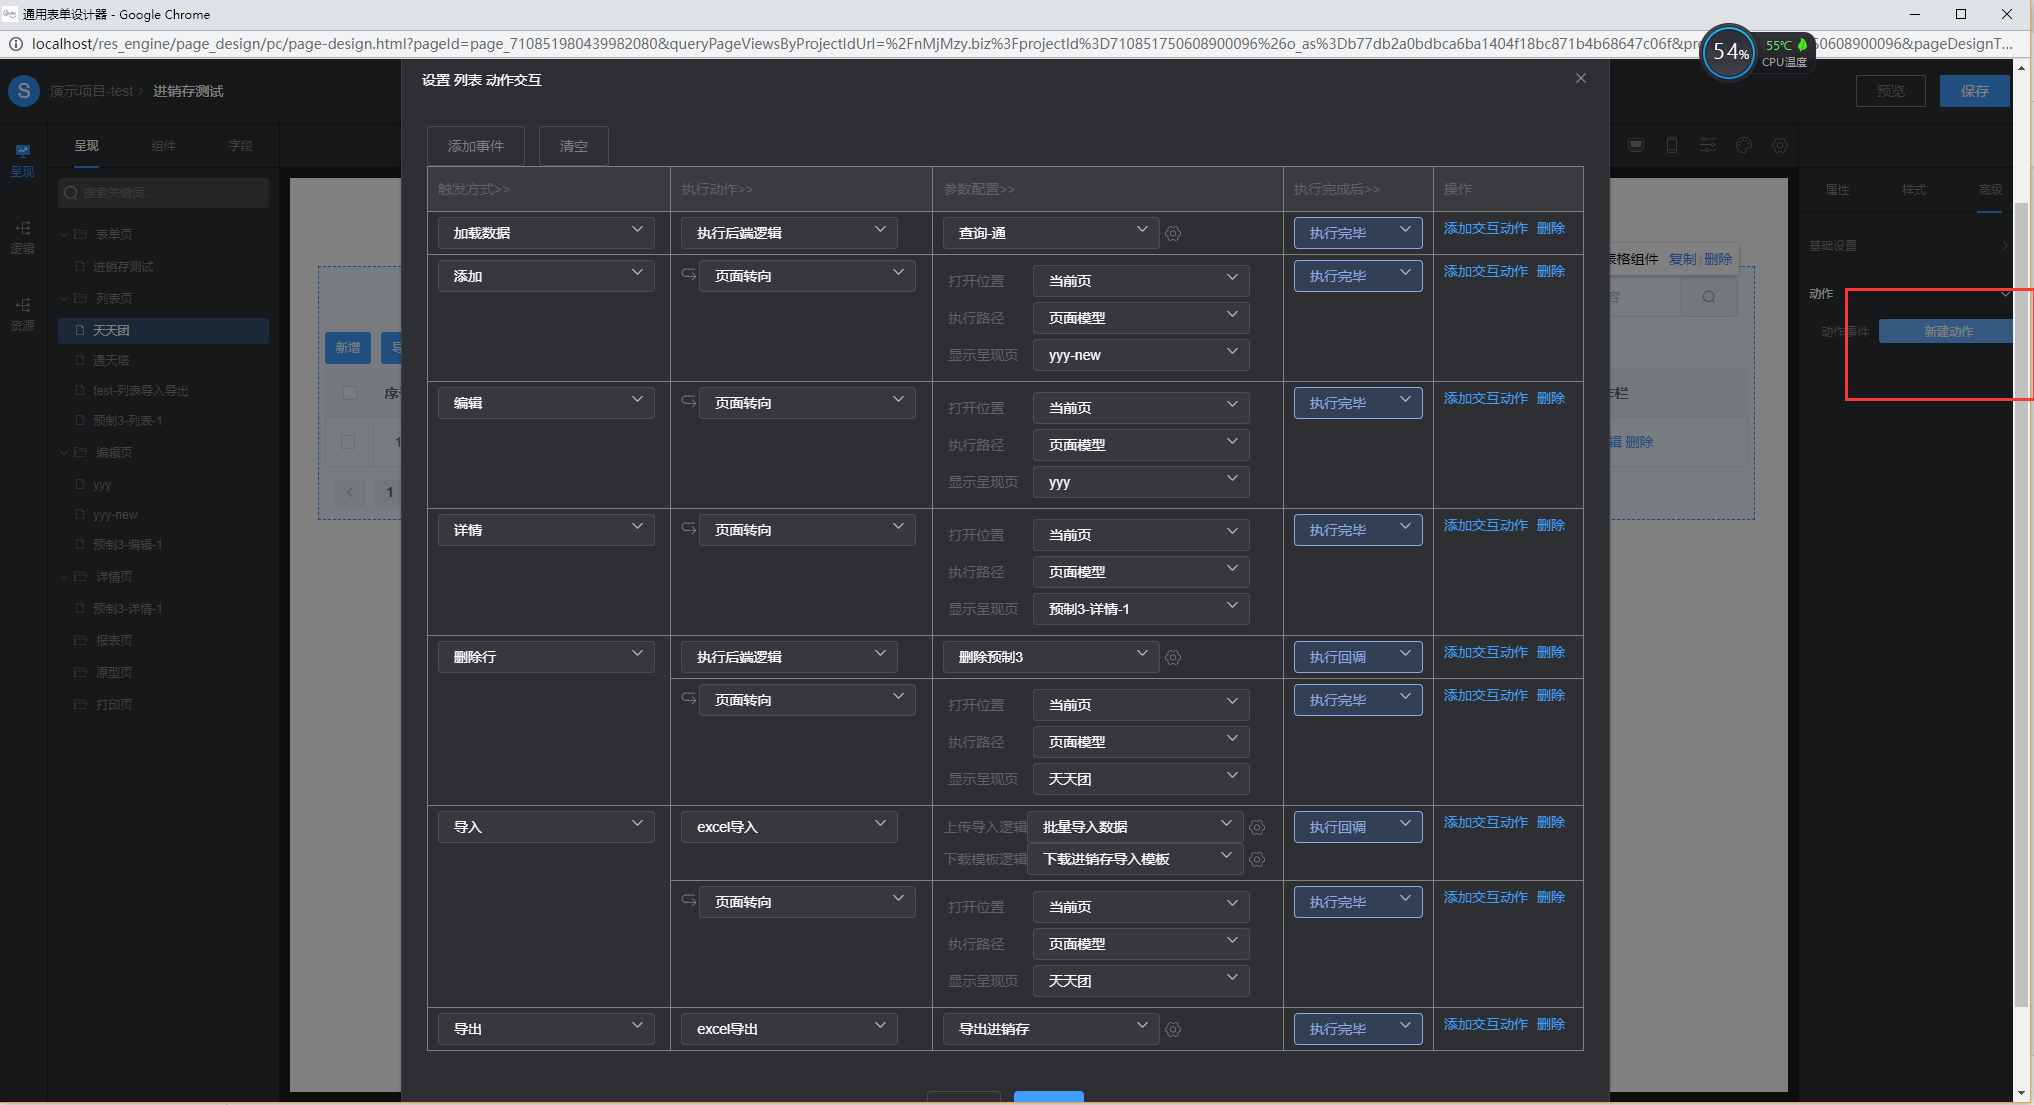 通用表单设计器 - Google Chrome
localhost/res_engine/page_design/pc/page-design.html?pageId=page_710851980439982080&queryPageViewsByProjectIdUrl=%2FnMjMzy.biz%3FprojectId%3D710851750608900096%26o_as%3Db77db2a0bdbca6ba1404f18bc871b4b68647c06f&pr
50608900096&pageDesignT...
54%
55℃
CPU温度
S 演示项目-test > 进销存测试
设置 列表 动作交互
预览 保存
呈现 组件 字段
呈现
逻辑
资源
搜索关键词...
表单页
进销存测试
列表页
天天团
通天塔
test-列表导入导出
预制3-列表-1
编辑页
yyy
yyy-new
预制3-编辑-1
详情页
预制3-详情-1
报表页
原型页
打印页
新增
导
序
1
1
添加事件 清空
触发方式>> 执行动作>> 参数配置>> 执行完成后>> 操作
加载数据 执行后端逻辑 查询-通 执行完毕 添加交互动作 删除
添加 页面转向 打开位置 当前页 执行完毕 添加交互动作 删除
执行路径 页面模型
显示呈现页 yyy-new
编辑 页面转向 打开位置 当前页 执行完毕 添加交互动作 删除
执行路径 页面模型
显示呈现页 yyy
详情 页面转向 打开位置 当前页 执行完毕 添加交互动作 删除
执行路径 页面模型
显示呈现页 预制3-详情-1
删除行 执行后端逻辑 删除预制3 执行回调 添加交互动作 删除
页面转向 打开位置 当前页 执行完毕 添加交互动作 删除
执行路径 页面模型
显示呈现页 天天团
导入 excel导入 上传导入逻辑 批量导入数据 执行回调 添加交互动作 删除
下载模板逻辑 下载进销存导入模板
页面转向 打开位置 当前页 执行完毕 添加交互动作 删除
执行路径 页面模型
显示呈现页 天天团
导出 excel导出 导出进销存 执行完毕 添加交互动作 删除
表格组件 复制 | 删除
容
作栏
辑 删除
属性 样式 高级
基础设置
动作
动作事件 新建动作